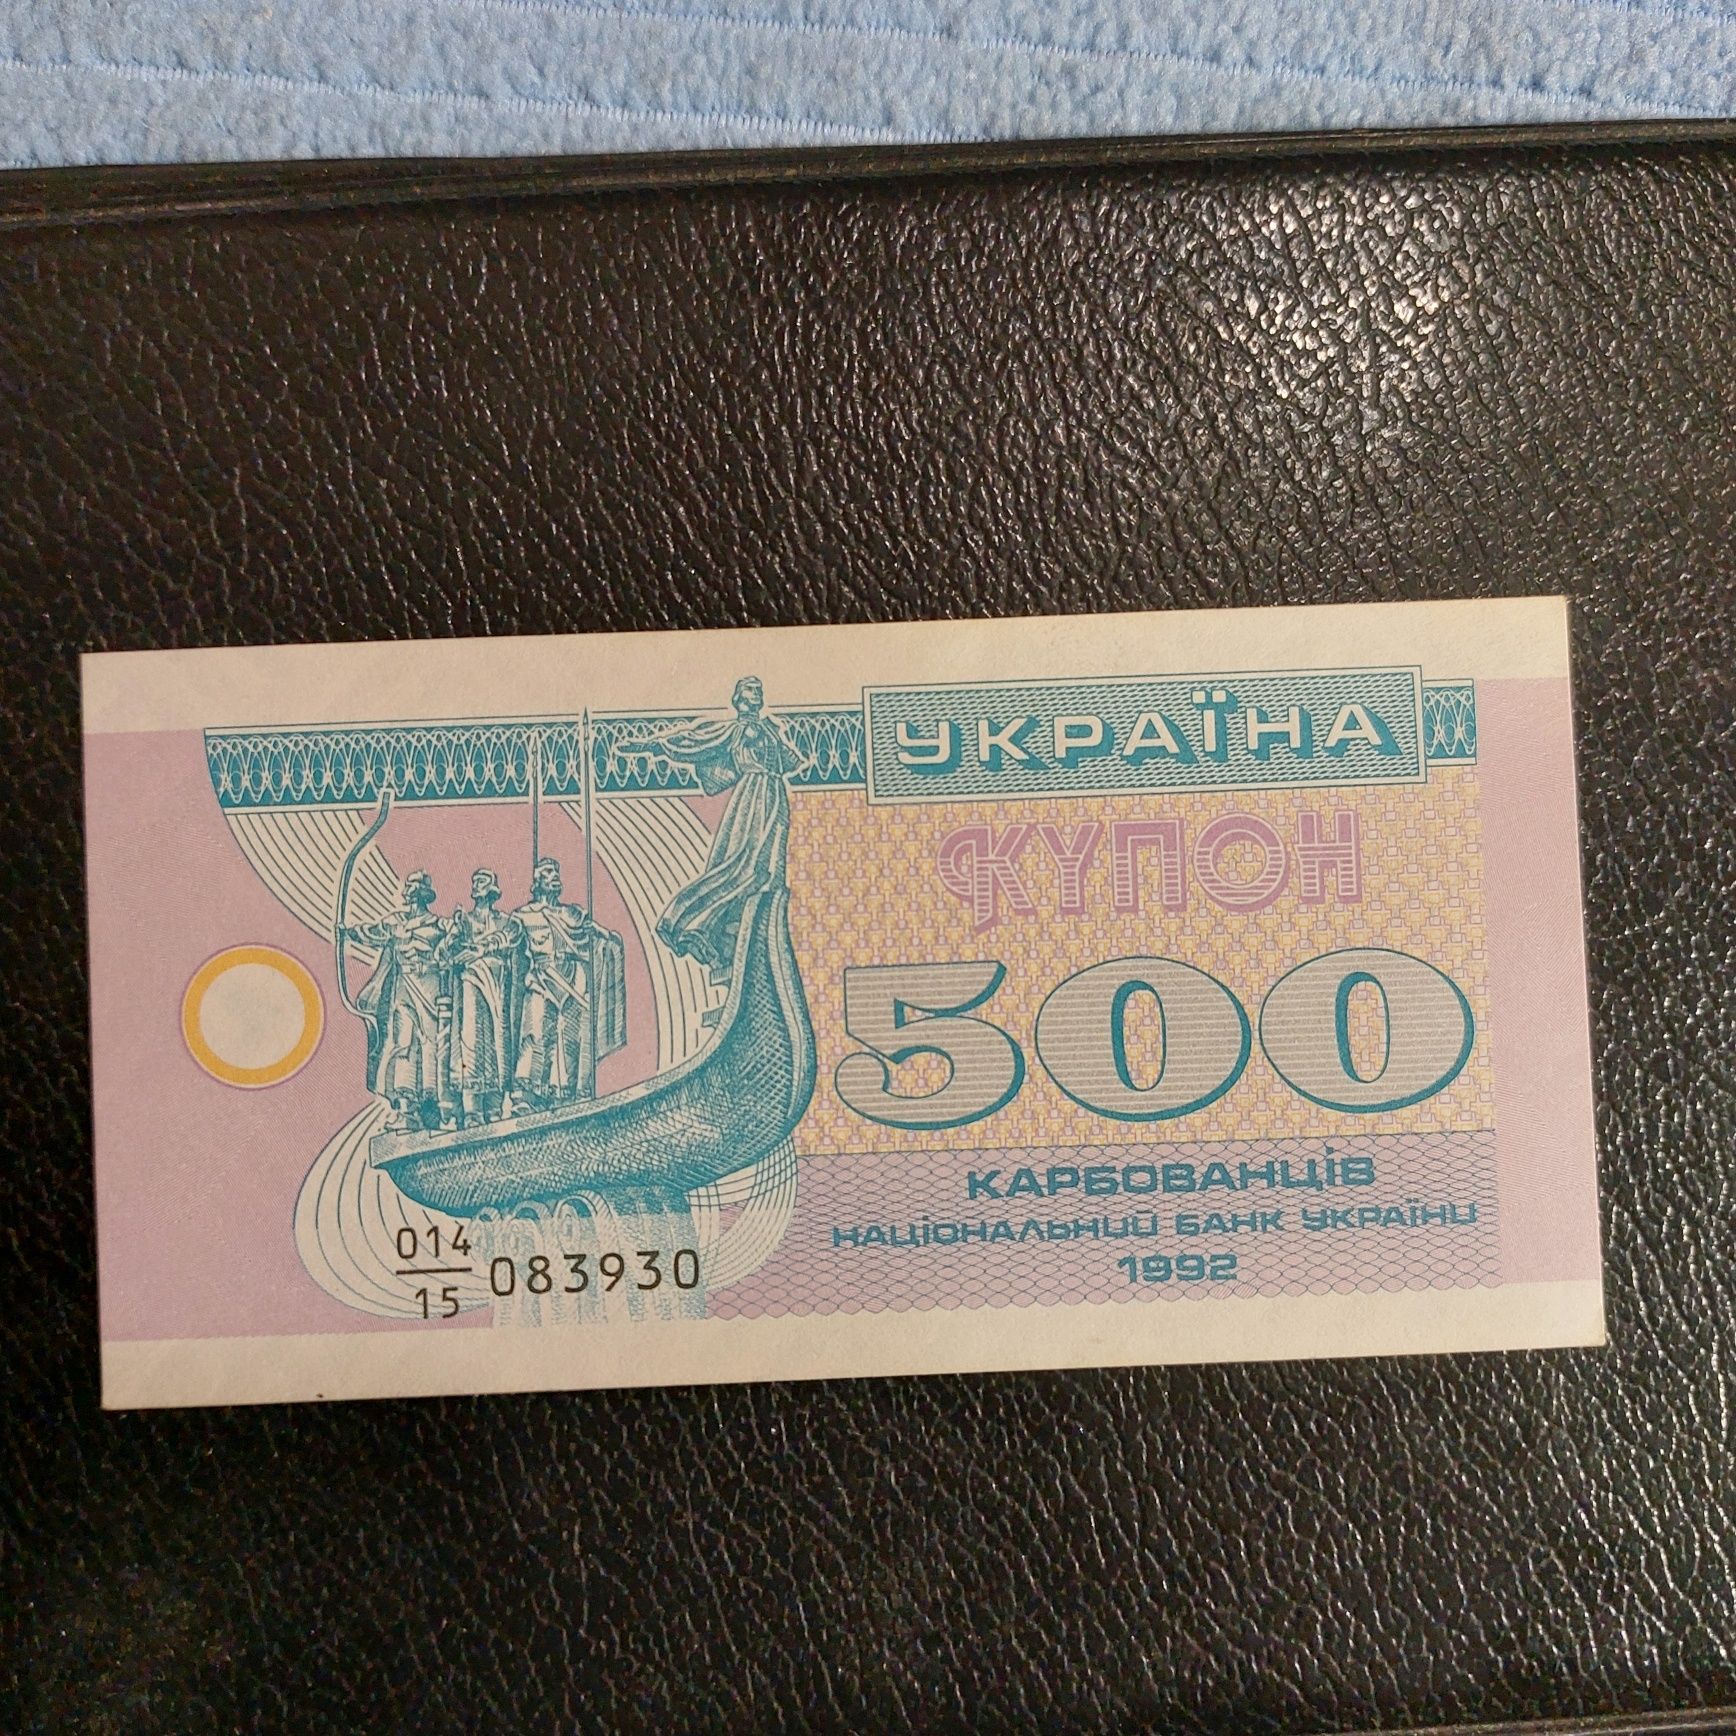 УКРАЇНА
КУПОН
500
КАРБОВАНЦІВ
НАЦІОНАЛЬНИЙ БАНК УКРАЇНИ
1992
014
15
083930